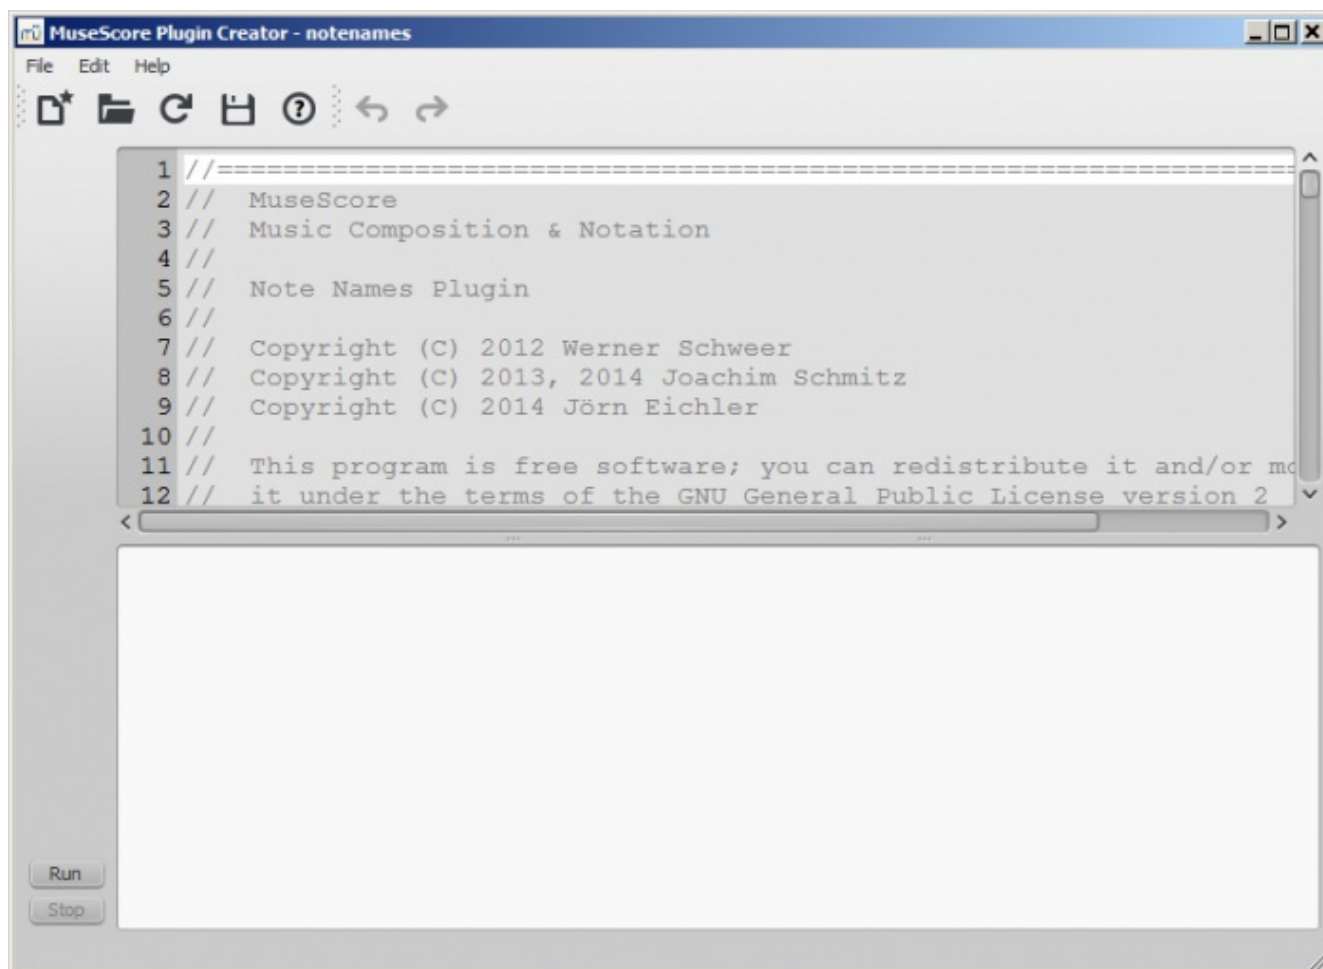 mü MuseScore Plugin Creator - notenames
File Edit Help
1 //==================================================================
2 //  MuseScore
3 //  Music Composition & Notation
4 //
5 //  Note Names Plugin
6 //
7 //  Copyright (C) 2012 Werner Schweer
8 //  Copyright (C) 2013, 2014 Joachim Schmitz
9 //  Copyright (C) 2014 Jörn Eichler
10 //
11 //  This program is free software; you can redistribute it and/or mo
12 //  it under the terms of the GNU General Public License version 2
Run
Stop